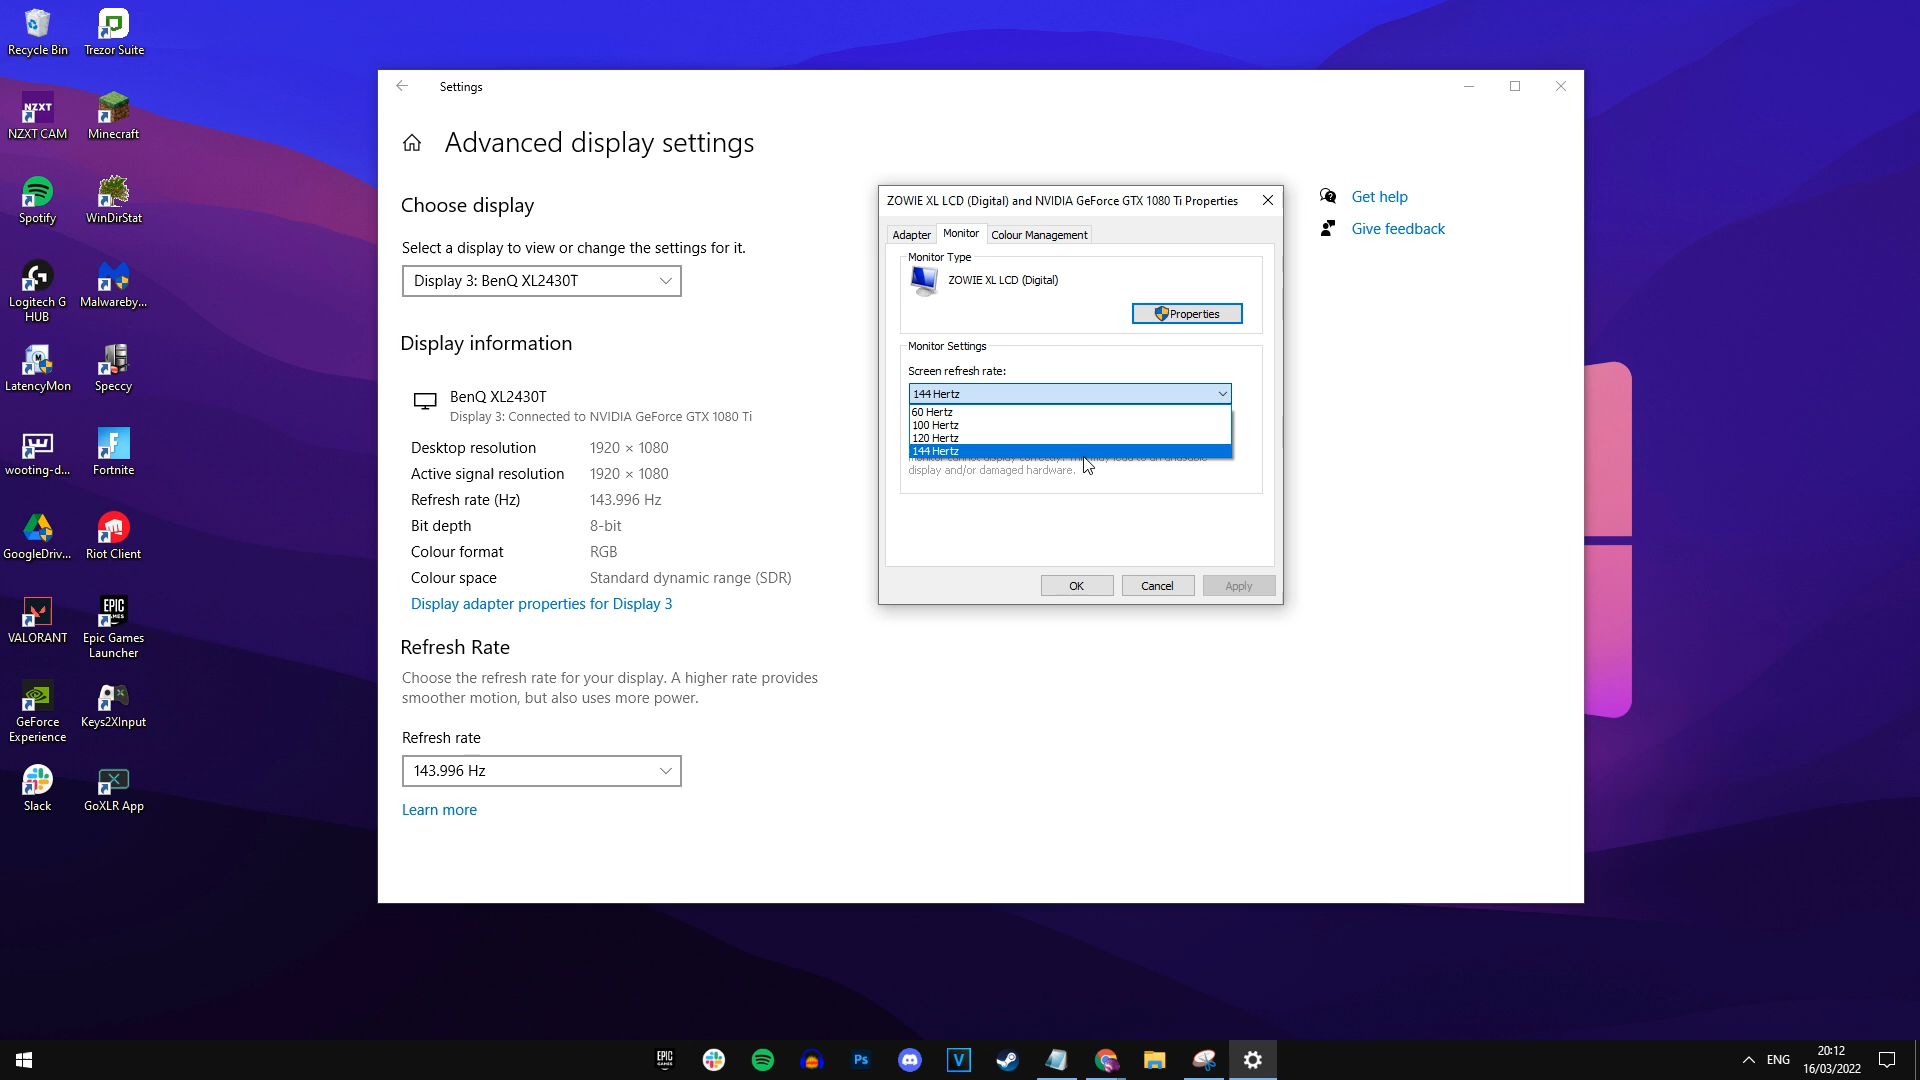 Recycle Bin
Trezor Suite
NZXT
NZXT CAM
Minecraft
Spotify
WinDirStat
Logitech G
HUB
Malwareby...
LatencyMon
Speccy
wooting-d...
Fortnite
GoogleDriv...
Riot Client
VALORANT
EPIC
GAMES
Epic Games
Launcher
GeForce
Experience
Keys2XInput
Slack
GoXLR App
Settings
Advanced display settings
Choose display
Select a display to view or change the settings for it.
Display 3: BenQ XL2430T
Display information
BenQ XL2430T
Display 3: Connected to NVIDIA GeForce GTX 1080 Ti
Desktop resolution 1920 × 1080
Active signal resolution 1920 × 1080
Refresh rate (Hz) 143.996 Hz
Bit depth 8-bit
Colour format RGB
Colour space Standard dynamic range (SDR)
Display adapter properties for Display 3
Refresh Rate
Choose the refresh rate for your display. A higher rate provides
smoother motion, but also uses more power.
Refresh rate
143.996 Hz
Learn more
ZOWIE XL LCD (Digital) and NVIDIA GeForce GTX 1080 Ti Properties
Adapter Monitor Colour Management
Monitor Type
ZOWIE XL LCD (Digital)
Properties
Monitor Settings
Screen refresh rate:
144 Hertz
60 Hertz
100 Hertz
120 Hertz
144 Hertz
display and/or damaged hardware.
OK Cancel Apply
Get help
Give feedback
EPIC
GAMES
Ps
V
ENG
20:12
16/03/2022